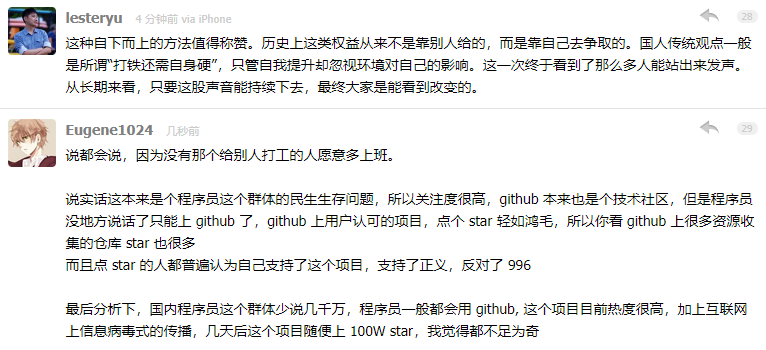 lesteryu 4 分钟前 via iPhone 28
这种自下而上的方法值得称赞。历史上这类权益从来不是靠别人给的，而是靠自己去争取的。国人传统观点一般
是所谓“打铁还需自身硬”，只管自我提升却忽视环境对自己的影响。这一次终于看到了那么多人能站出来发声。
从长期来看，只要这股声音能持续下去，最终大家是能看到改变的。
Eugene1024 几秒前 29
说都会说，因为没有那个给别人打工的人愿意多上班。
说实话这本来是个程序员这个群体的民生生存问题，所以关注度很高，github 本来也是个技术社区，但是程序员
没地方说话了只能上 github 了，github 上用户认可的项目，点个 star 轻如鸿毛，所以你看 github 上很多资源收
集的仓库 star 也很多
而且点 star 的人都普遍认为自己支持了这个项目，支持了正义，反对了 996
最后分析下，国内程序员这个群体少说几千万，程序员一般都会用 github, 这个项目目前热度很高，加上互联网
上信息病毒式的传播，几天后这个项目随便上 100W star，我觉得都不足为奇